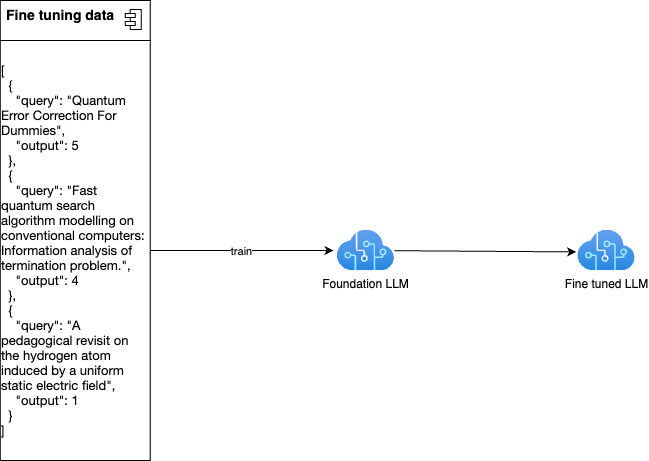 Fine tuning data
[
{
"query": "Quantum
Error Correction For
Dummies",
"output": 5
},
{
"query": "Fast
quantum search
algorithm modelling on
conventional computers:
Information analysis of
termination problem.",
"output": 4
},
{
"query": "A
pedagogical revisit on
the hydrogen atom
induced by a uniform
static electric field",
"output": 1
}
]
train
Foundation LLM
Fine tuned LLM